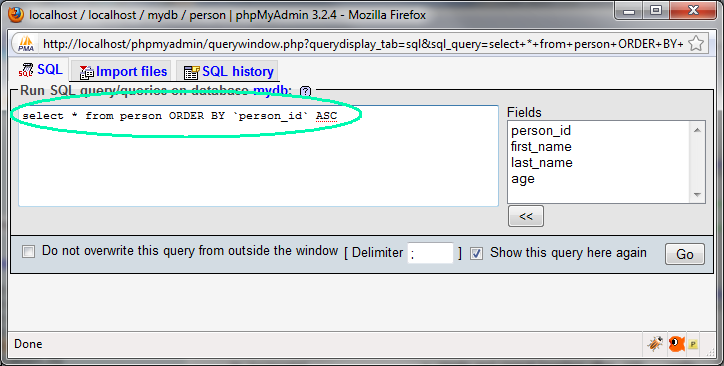 localhost / localhost / mydb / person | phpMyAdmin 3.2.4 - Mozilla Firefox
PMA http://localhost/phpmyadmin/querywindow.php?querydisplay_tab=sql&sql_query=select+*+from+person+ORDER+BY+
SQL Import files SQL history
Run SQL query/queries on database mydb: ?
select * from person ORDER BY `person_id` ASC
Fields
person_id
first_name
last_name
age
<<
Do not overwrite this query from outside the window [ Delimiter ; ] Show this query here again Go
Done P